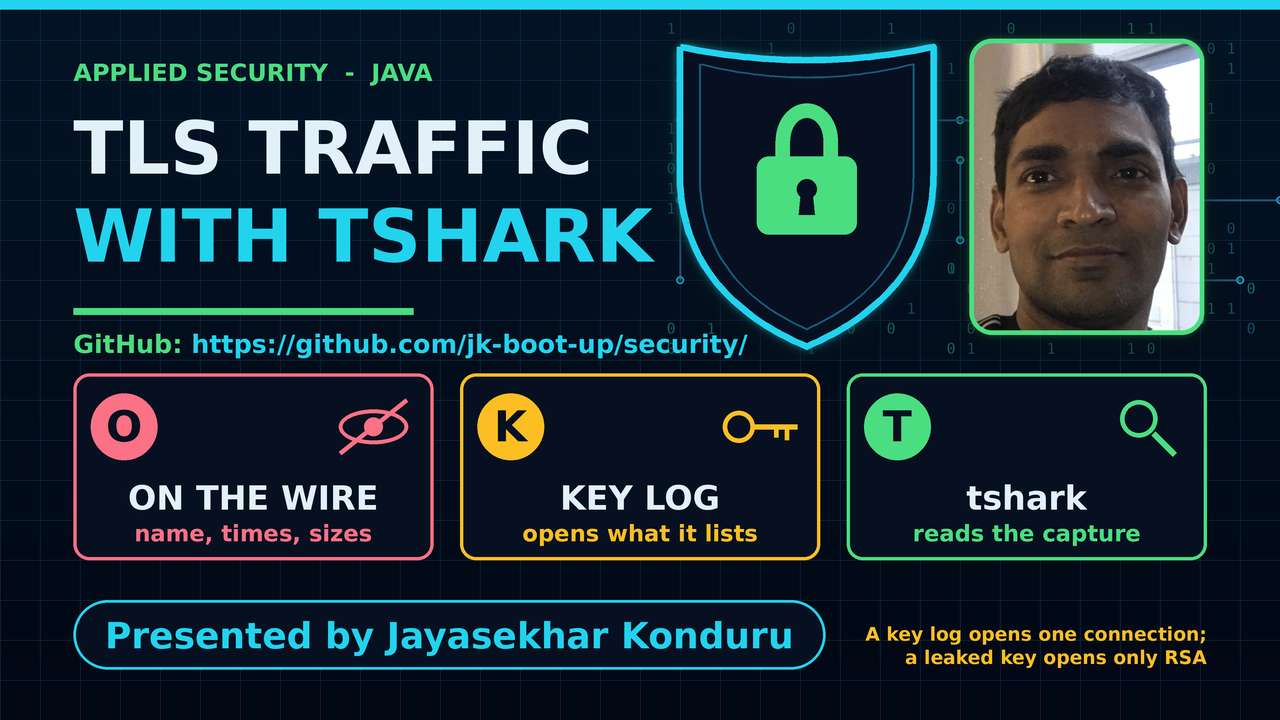 APPLIED SECURITY - JAVA
TLS TRAFFIC
WITH TSHARK
GitHub: https://github.com/jk-boot-up/security/
O
ON THE WIRE
name, times, sizes
K
KEY LOG
opens what it lists
T
tshark
reads the capture
Presented by Jayasekhar Konduru
A key log opens one connection;
a leaked key opens only RSA